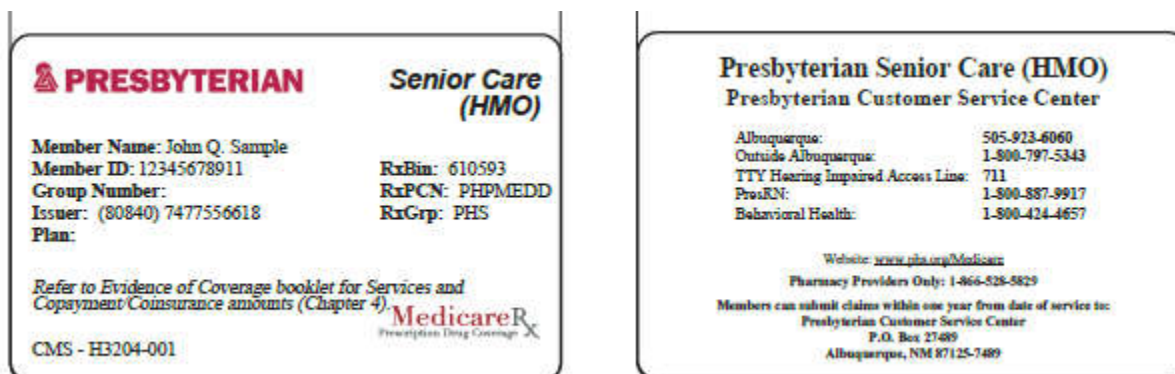 PRESBYTERIAN
Senior Care
(HMO)
Member Name: John Q. Sample
Member ID: 12345678911
Group Number:
Issuer: (80840) 7477556618
Plan:
RxBin: 610593
RxPCN: PHPMEDD
RxGrp: PHS
Refer to Evidence of Coverage booklet for Services and
Copayment/Coinsurance amounts (Chapter 4).
MedicareRx
Prescription Drug Coverage
CMS - H3204-001
Presbyterian Senior Care (HMO)
Presbyterian Customer Service Center
Albuquerque: 505-923-6060
Outside Albuquerque: 1-800-797-5343
TTY Hearing Impaired Access Line: 711
PresRN: 1-800-887-9917
Behavioral Health: 1-800-424-4657
Website: www.phs.org/Medicare
Pharmacy Providers Only: 1-866-528-5829
Members can submit claims within one year from date of service to:
Presbyterian Customer Service Center
P.O. Box 27489
Albuquerque, NM 87125-7489